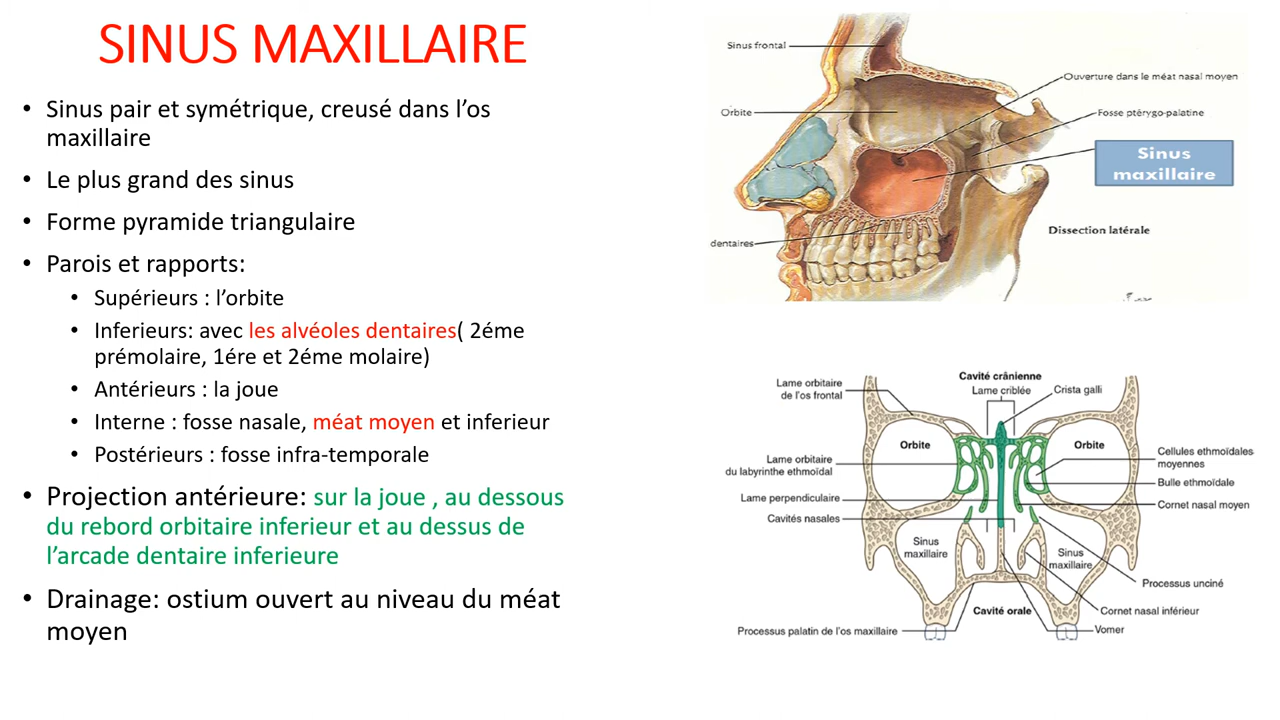 SINUS MAXILLAIRE
• Sinus pair et symétrique, creusé dans l’os
maxillaire
• Le plus grand des sinus
• Forme pyramide triangulaire
• Parois et rapports:
• Supérieurs : l’orbite
• Inferieurs: avec les alvéoles dentaires( 2éme
prémolaire, 1ére et 2éme molaire)
• Antérieurs : la joue
• Interne : fosse nasale, méat moyen et inferieur
• Postérieurs : fosse infra-temporale
• Projection antérieure: sur la joue , au dessous
du rebord orbitaire inferieur et au dessus de
l’arcade dentaire inferieure
• Drainage: ostium ouvert au niveau du méat
moyen
Sinus frontal
Ouverture dans le méat nasal moyen
Orbite
Fosse ptérygo-palatine
Sinus
maxillaire
Dissection latérale
dentaires
Cavité crânienne
Lame orbitaire
de l’os frontal
Lame criblée
Crista galli
Orbite
Orbite
Cellules ethmoïdales
moyennes
Lame orbitaire
du labyrinthe ethmoïdal
Bulle ethmoïdale
Lame perpendiculaire
Cornet nasal moyen
Cavités nasales
Sinus
maxillaire
Sinus
maxillaire
Processus unciné
Cavité orale
Cornet nasal inférieur
Processus palatin de l’os maxillaire
Vomer